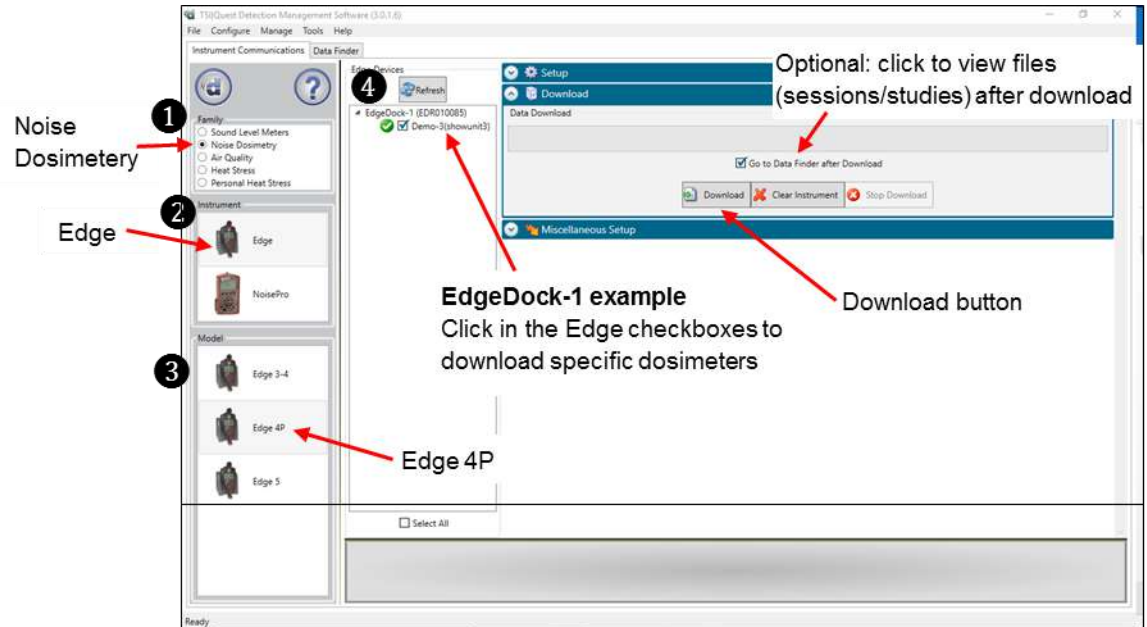 TSI|Quest Detection Management Software (3.0.1.6)
File Configure Manage Tools Help
Instrument Communications Data Finder
Noise
Dosimetery
1
Family
Sound Level Meters
Noise Dosimetry
Air Quality
Heat Stress
Personal Heat Stress
2
Instrument
Edge
Edge
NoisePro
3
Model
Edge 3-4
Edge 4P
Edge 5
Edge 4P
4
Edge Devices
Refresh
EdgeDock-1 (EDR010085)
Demo-3(showunit3)
Select All
Setup
Download
Data Download
Optional: click to view files
(sessions/studies) after download
Go to Data Finder after Download
Download
Clear Instrument
Stop Download
Miscellaneous Setup
EdgeDock-1 example
Click in the Edge checkboxes to
download specific dosimeters
Download button
Ready